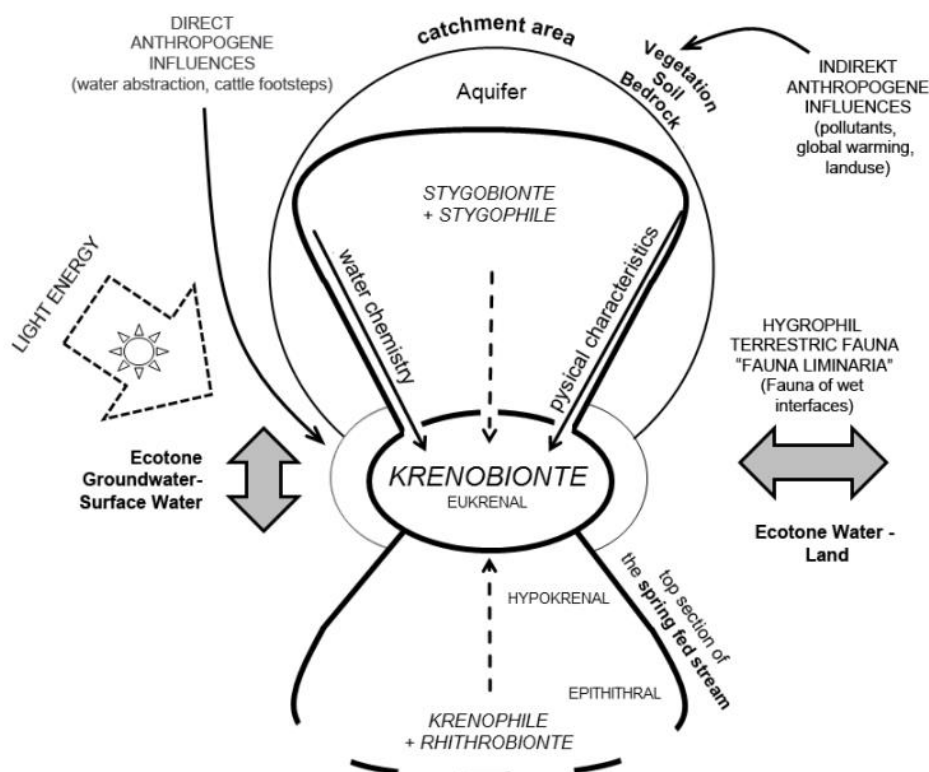 DIRECT
ANTHROPOGENE
INFLUENCES
(water abstraction, cattle footsteps)
catchment area
Vegetation
Soil
Bedrock
INDIREKT
ANTHROPOGENE
INFLUENCES
(pollutants,
global warming,
landuse)
Aquifer
STYGOBIONTE
+ STYGOPHILE
water chemistry
pysical characteristics
LIGHT ENERGY
HYGROPHIL
TERRESTRIC FAUNA
"FAUNA LIMINARIA"
(Fauna of wet
interfaces)
Ecotone
Groundwater-
Surface Water
KRENOBIONTE
EUKRENAL
Ecotone Water -
Land
HYPOKRENAL
top section of
the spring fed stream
EPITHITHRAL
KRENOPHILE
+ RHITHROBIONTE